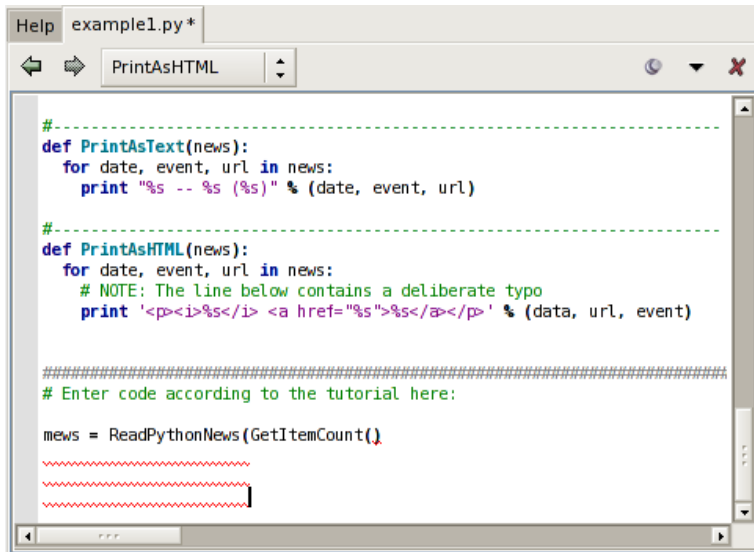 Help example1.py*
PrintAsHTML
#-----------------------------------------------------------------------
def PrintAsText(news):
  for date, event, url in news:
    print "%s -- %s (%s)" % (date, event, url)
#-----------------------------------------------------------------------
def PrintAsHTML(news):
  for date, event, url in news:
    # NOTE: The line below contains a deliberate typo
    print '<p><i>%s</i> <a href="%s">%s</a></p>' % (data, url, event)
#########################################################################
# Enter code according to the tutorial here:
mews = ReadPythonNews(GetItemCount()